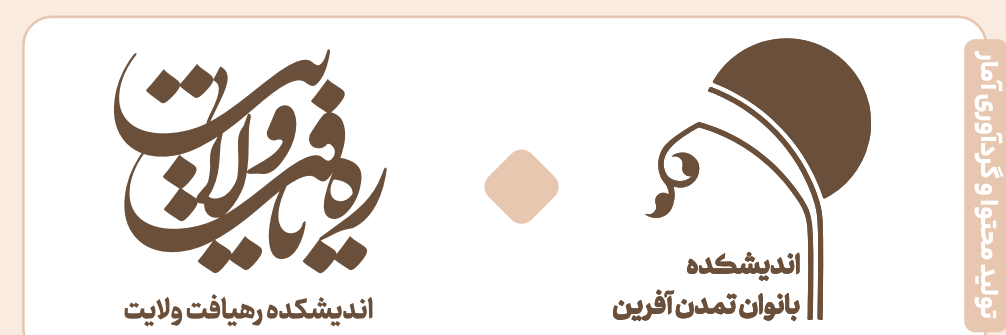 تولید محتوا و گردآوری آمار
اندیشکده
بانوان تمدن‌آفرین
رهیافت ولایت
اندیشکده رهیافت ولایت